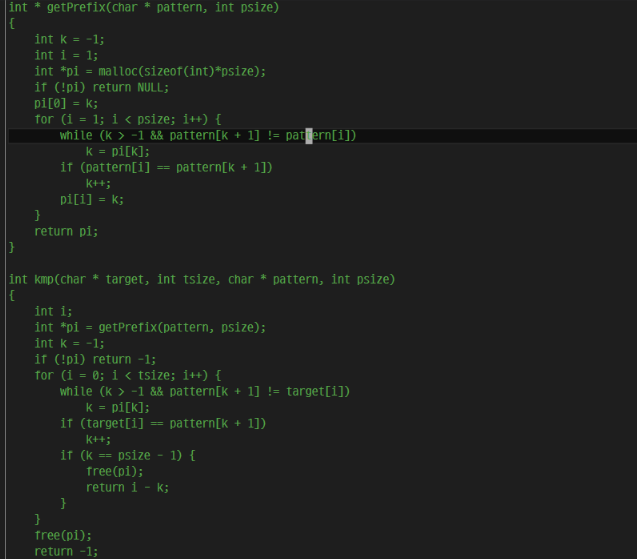 int * getPrefix(char * pattern, int psize)
{
    int k = -1;
    int i = 1;
    int *pi = malloc(sizeof(int)*psize);
    if (!pi) return NULL;
    pi[0] = k;
    for (i = 1; i < psize; i++) {
        while (k > -1 && pattern[k + 1] != pattern[i])
            k = pi[k];
        if (pattern[i] == pattern[k + 1])
            k++;
        pi[i] = k;
    }
    return pi;
}

int kmp(char * target, int tsize, char * pattern, int psize)
{
    int i;
    int *pi = getPrefix(pattern, psize);
    int k = -1;
    if (!pi) return -1;
    for (i = 0; i < tsize; i++) {
        while (k > -1 && pattern[k + 1] != target[i])
            k = pi[k];
        if (target[i] == pattern[k + 1])
            k++;
        if (k == psize - 1) {
            free(pi);
            return i - k;
        }
    }
    free(pi);
    return -1;